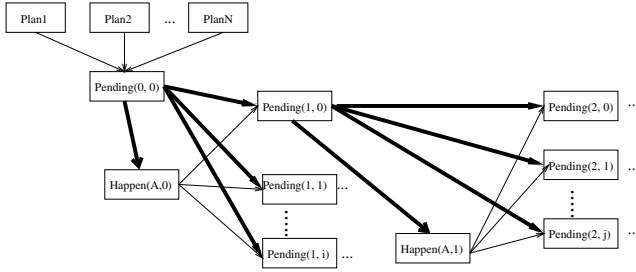 Plan1
Plan2
...
PlanN
Pending(0, 0)
Pending(1, 0)
Pending(2, 0)
...
Happen(A,0)
Pending(1, 1)
...
Pending(2, 1)
...
Pending(1, i)
...
Happen(A,1)
Pending(2, j)
...